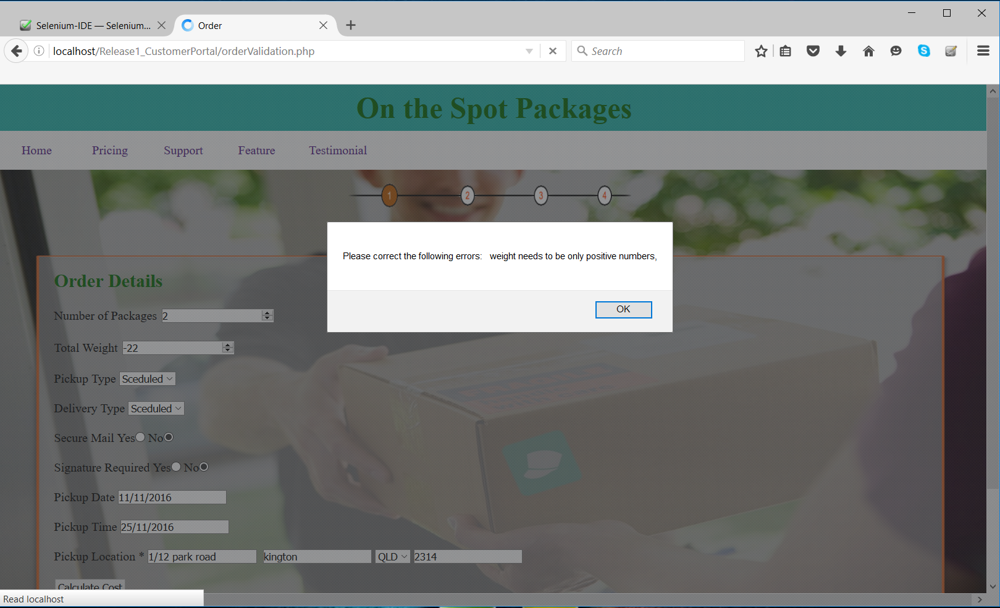 Selenium-IDE — Selenium...
Order
localhost/Release1_CustomerPortal/orderValidation.php
Search
On the Spot Packages
Home Pricing Support Feature Testimonial
1 2 3 4
Please correct the following errors: weight needs to be only positive numbers,
OK
Order Details
Number of Packages 2
Total Weight -22
Pickup Type Sceduled
Delivery Type Sceduled
Secure Mail Yes No
Signature Required Yes No
Pickup Date 11/11/2016
Pickup Time 25/11/2016
Pickup Location * 1/12 park road kington QLD 2314
Calculate Cost
Read localhost